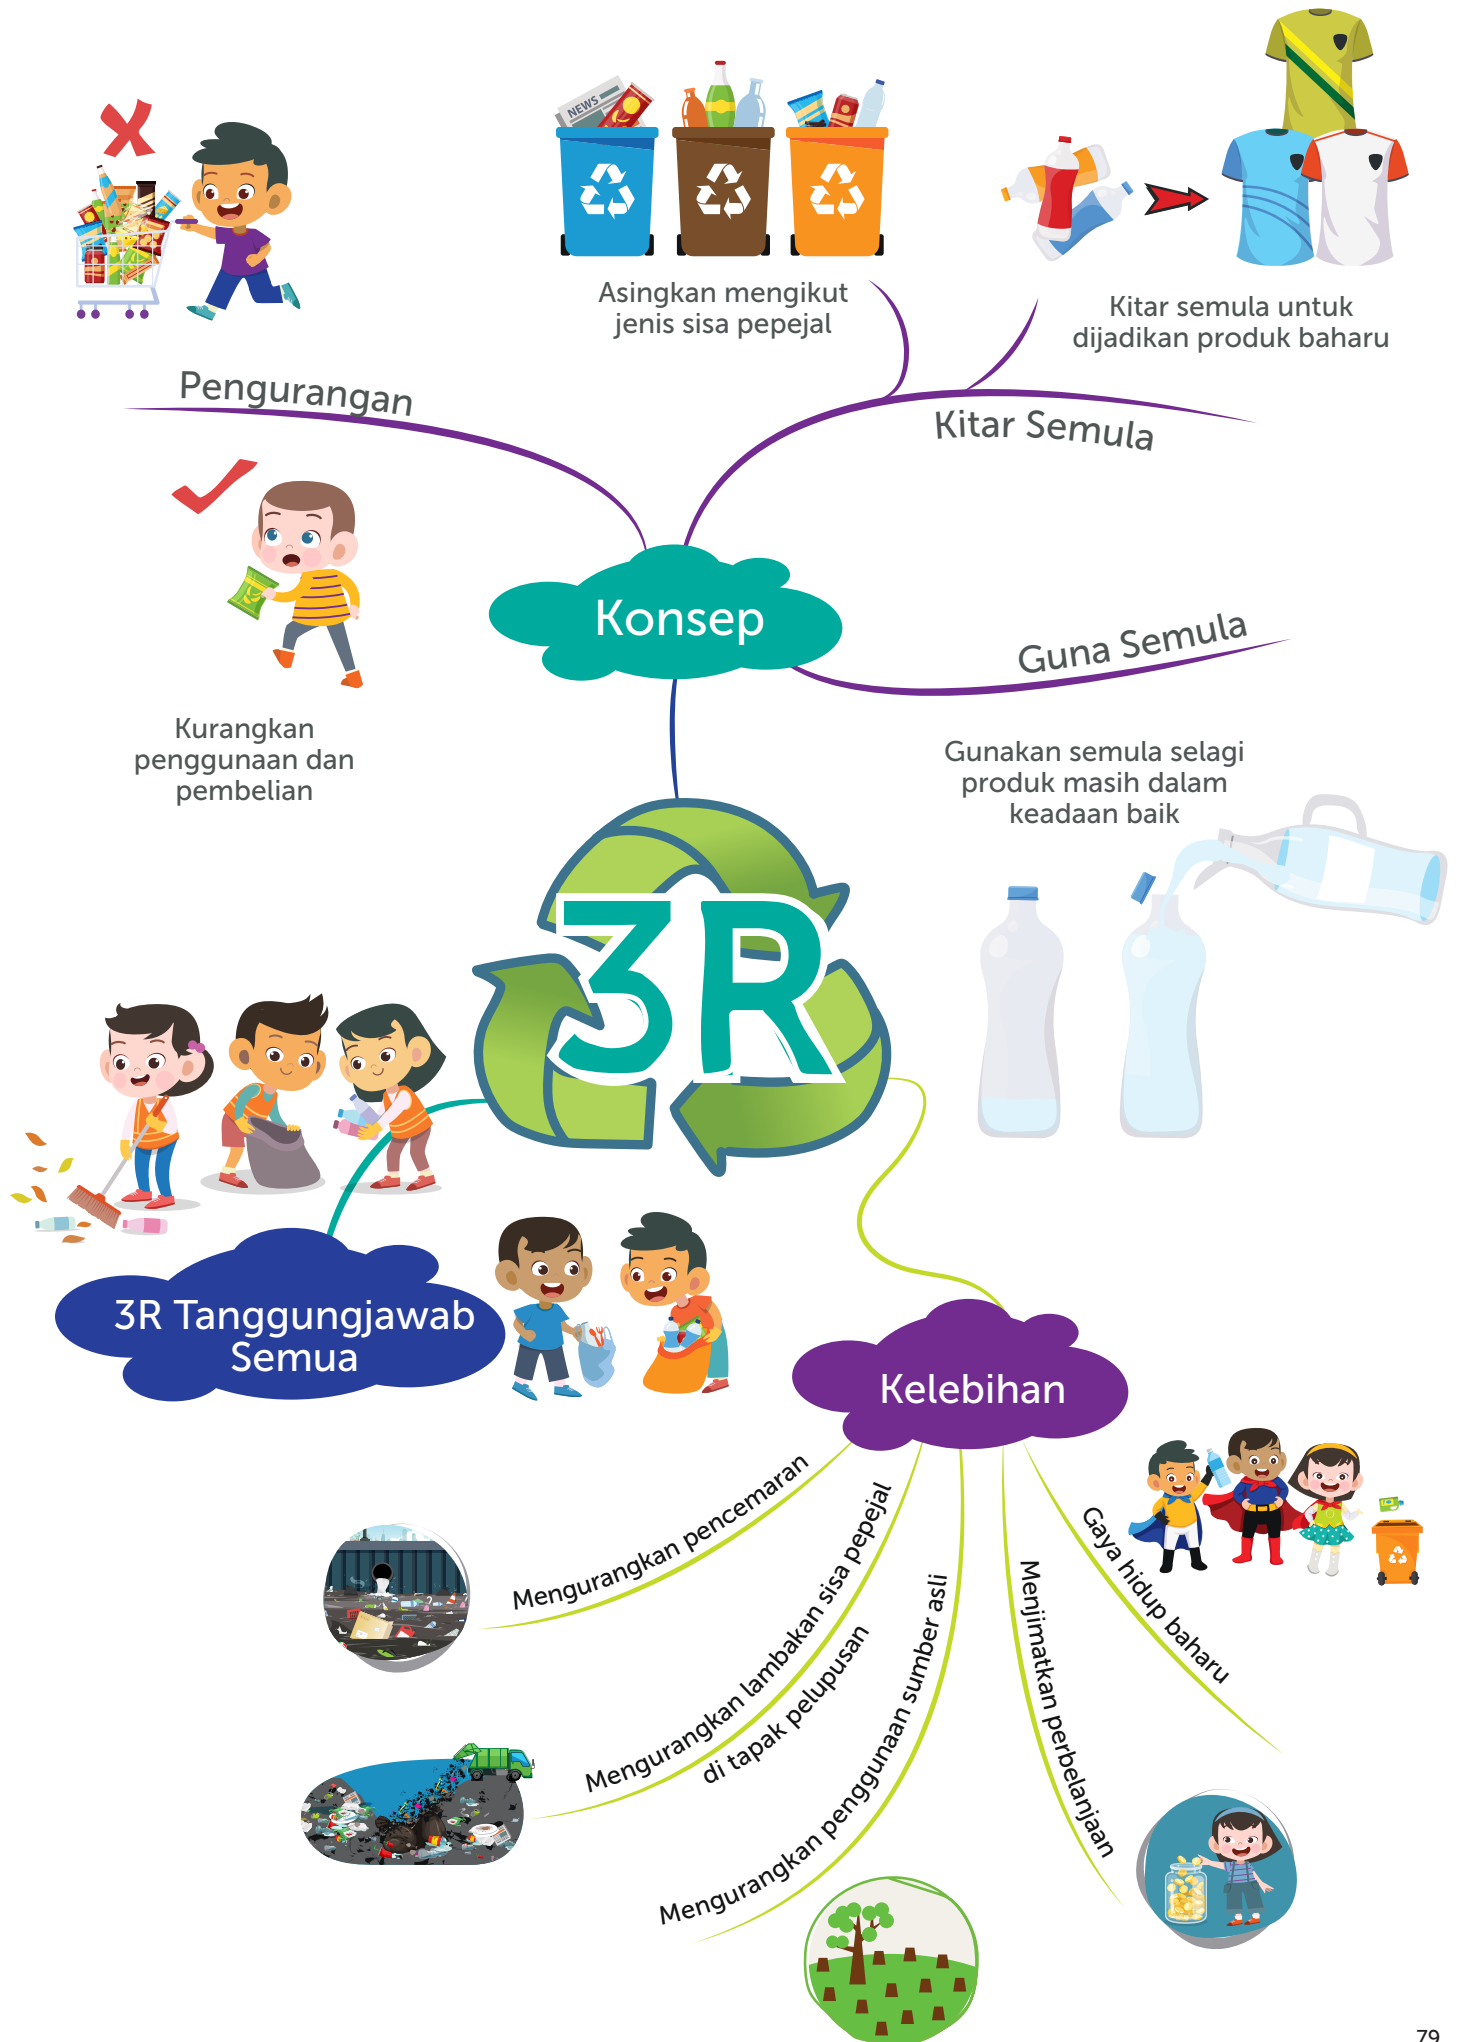 NEWS
Asingkan mengikut
jenis sisa pepejal
Kitar semula untuk
dijadikan produk baharu
Pengurangan
Kitar Semula
Konsep
Guna Semula
Kurangkan
penggunaan dan
pembelian
Gunakan semula selagi
produk masih dalam
keadaan baik
3R
3R Tanggungjawab
Semua
Kelebihan
Mengurangkan pencemaran
Mengurangkan lambakan sisa pepejal
di tapak pelupusan
Mengurangkan penggunaan sumber asli
Menjimatkan perbelanjaan
Gaya hidup baharu
79